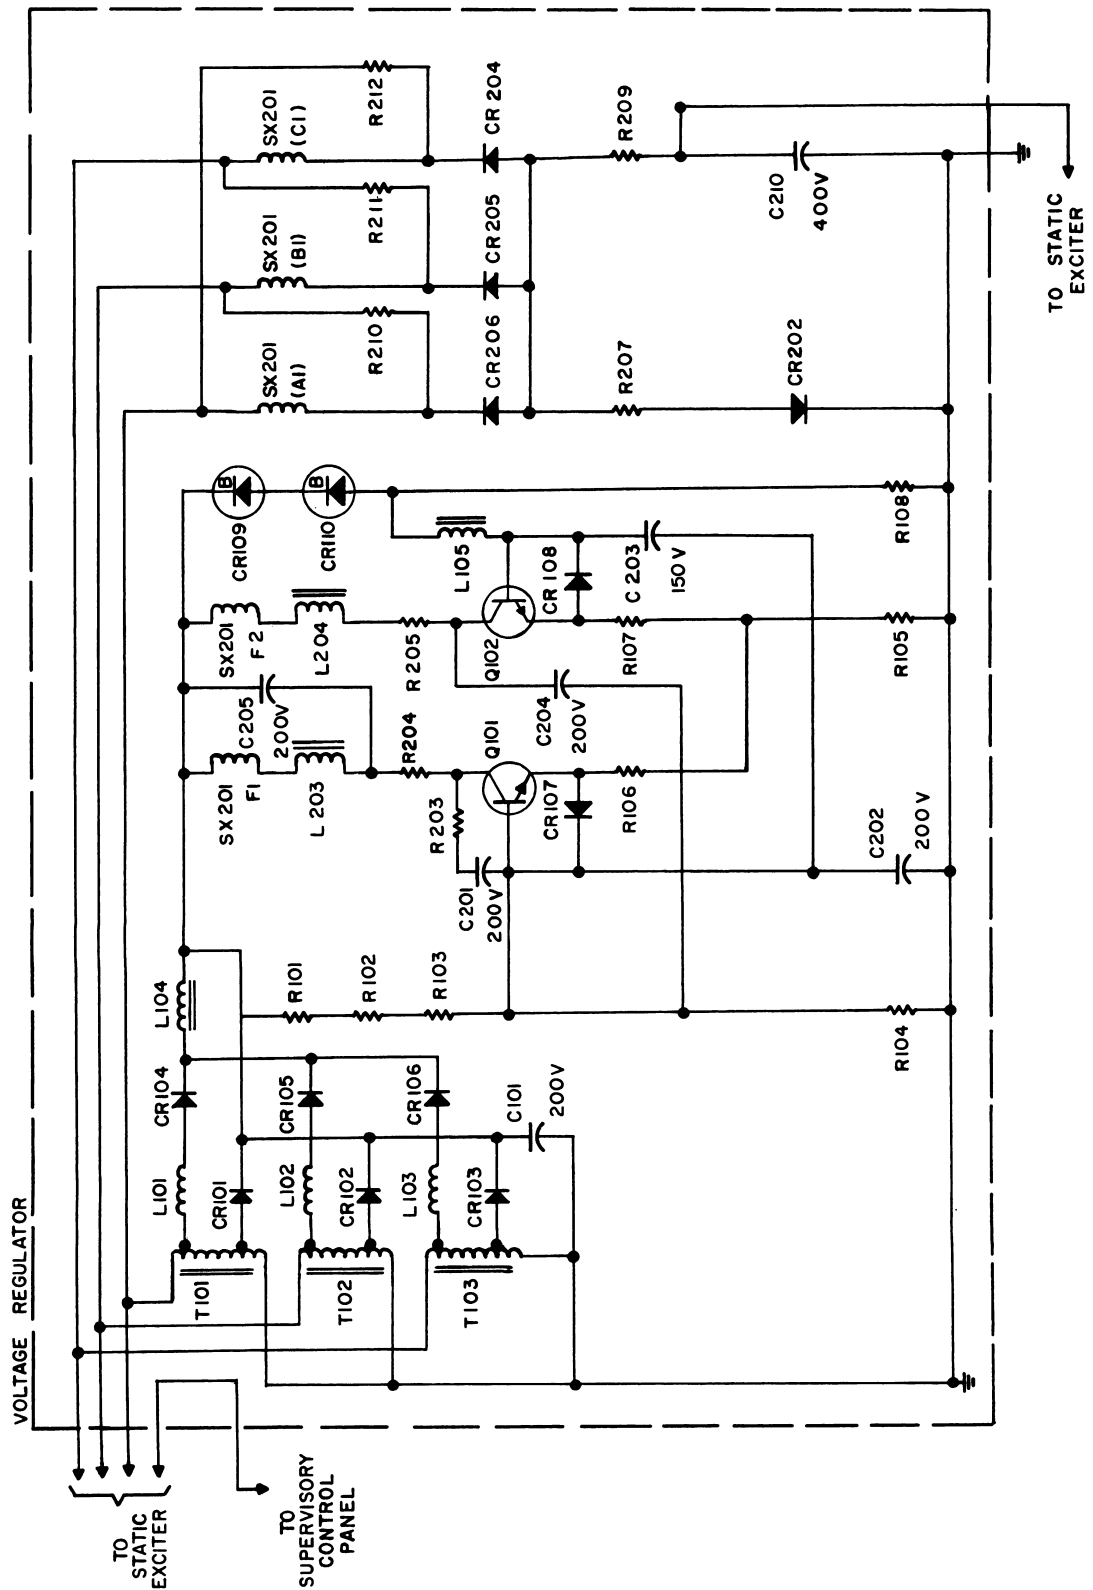 VOLTAGE REGULATOR
TO
STATIC
EXCITER
TO
SUPERVISORY
CONTROL
PANEL
T101
T102
T103
L101
CR101
L102
CR102
L103
CR103
CR104
CR105
CR106
C101
200V
L104
R101
R102
R103
R104
SX201
F1
L203
C205
200V
SX201
F2
L204
R204
R203
C201
200V
Q101
CR107
R106
C204
200V
C202
200V
R205
Q102
L105
CR108
R107
C203
150V
R105
CR109
B
CR110
B
R108
SX201
(A1)
SX201
(B1)
SX201
(C1)
R210
R211
R212
CR206
CR205
CR204
R207
R209
CR202
C210
400V
TO STATIC
EXCITER